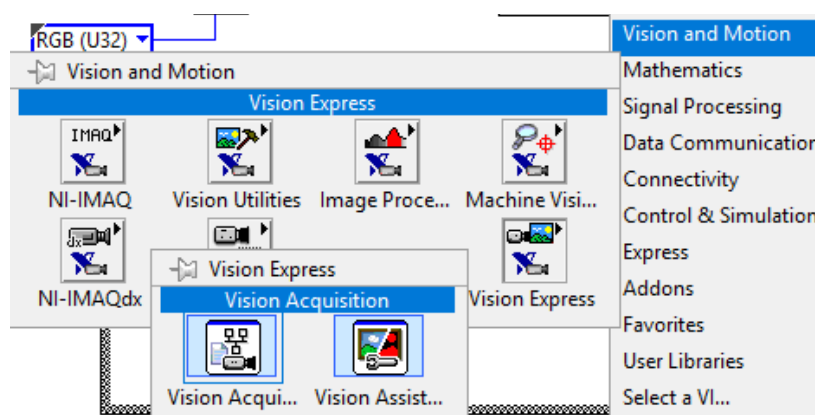 RGB (U32)
Vision and Motion
Vision Express
IMAQ
NI-IMAQ
Vision Utilities
Image Proce...
Machine Visi...
dx
NI-IMAQdx
Vision Express
Vision Express
Vision Acquisition
Vision Acqui...
Vision Assist...
Vision and Motion
Mathematics
Signal Processing
Data Communication
Connectivity
Control & Simulation
Express
Addons
Favorites
User Libraries
Select a VI...